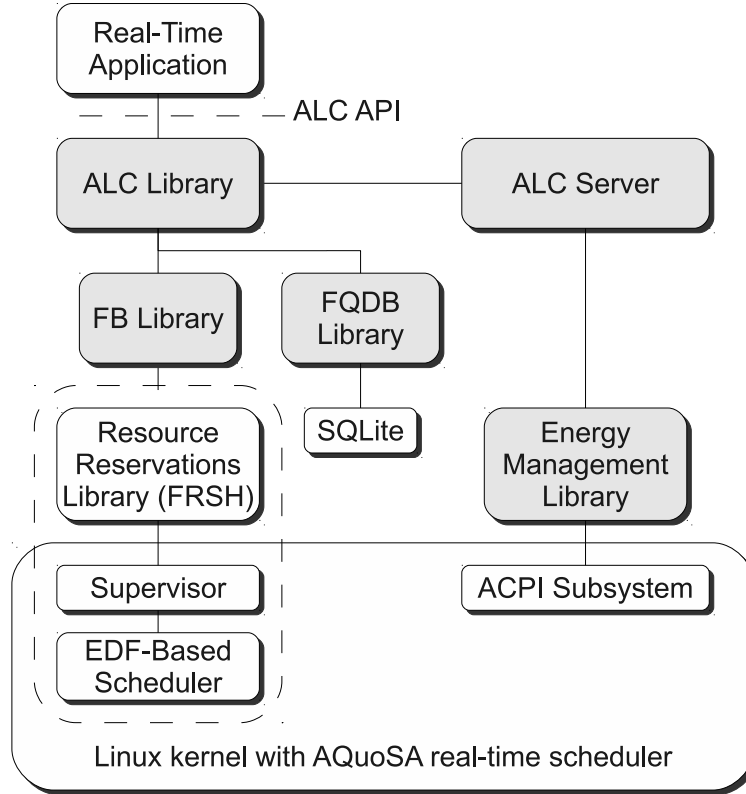 Real-Time
Application
ALC API
ALC Library
ALC Server
FB Library
FQDB
Library
Resource
Reservations
Library (FRSH)
SQLite
Energy
Management
Library
Supervisor
ACPI Subsystem
EDF-Based
Scheduler
Linux kernel with AQuoSA real-time scheduler